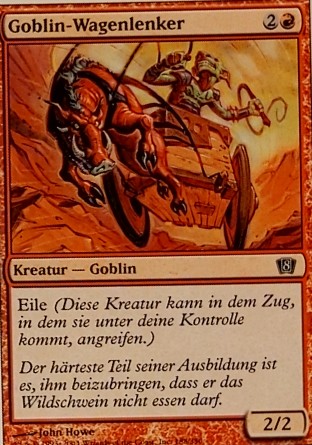 Goblin-Wagenlenker 2
Kreatur — Goblin 8
Eile (Diese Kreatur kann in dem Zug,
in dem sie unter deine Kontrolle
kommt, angreifen.)
Der härteste Teil seiner Ausbildung ist
es, ihm beizubringen, dass er das
Wildschwein nicht essen darf.
John Howe
2/2